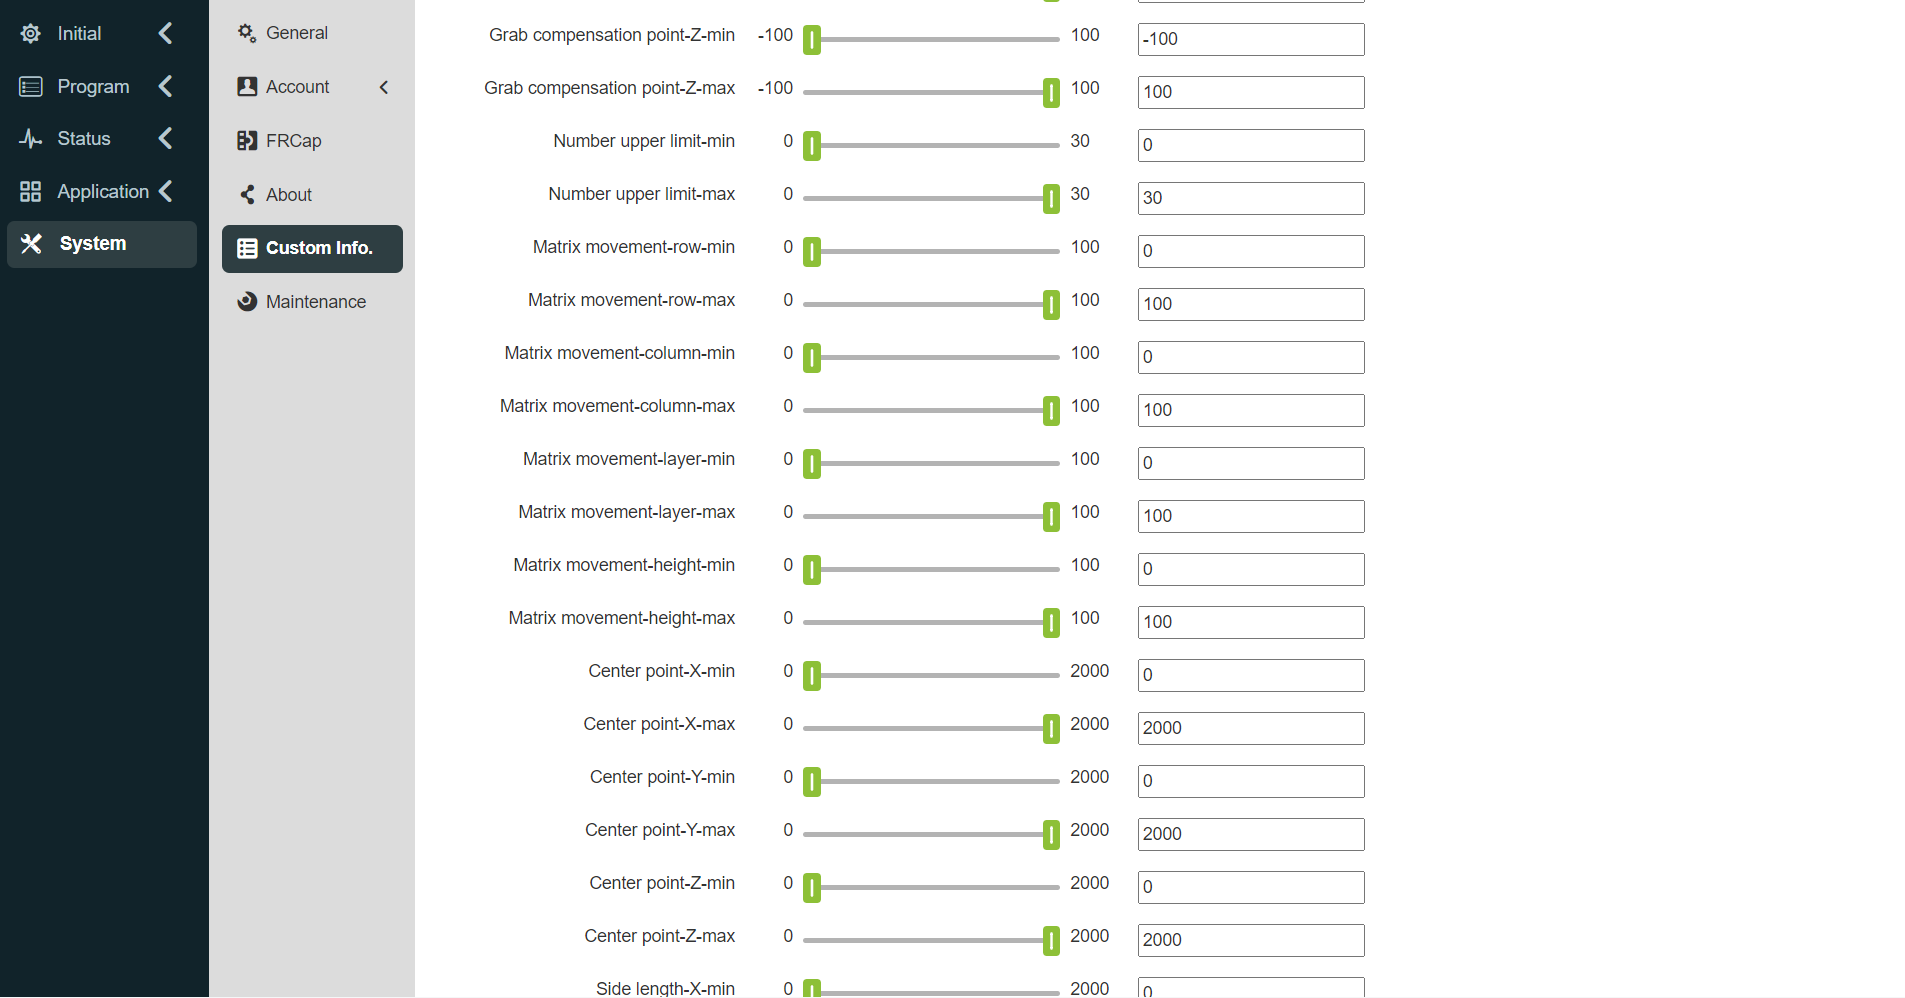 Initial
Program
Status
Application
System
General
Account
FRCap
About
Custom Info.
Maintenance
Grab compensation point-Z-min -100 100 -100
Grab compensation point-Z-max -100 100 100
Number upper limit-min 0 30 0
Number upper limit-max 0 30 30
Matrix movement-row-min 0 100 0
Matrix movement-row-max 0 100 100
Matrix movement-column-min 0 100 0
Matrix movement-column-max 0 100 100
Matrix movement-layer-min 0 100 0
Matrix movement-layer-max 0 100 100
Matrix movement-height-min 0 100 0
Matrix movement-height-max 0 100 100
Center point-X-min 0 2000 0
Center point-X-max 0 2000 2000
Center point-Y-min 0 2000 0
Center point-Y-max 0 2000 2000
Center point-Z-min 0 2000 0
Center point-Z-max 0 2000 2000
Side length-X-min 0 2000 0